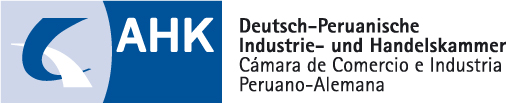 AHK
Deutsch-Peruanische
Industrie- und Handelskammer
Cámara de Comercio e Industria
Peruano-Alemana